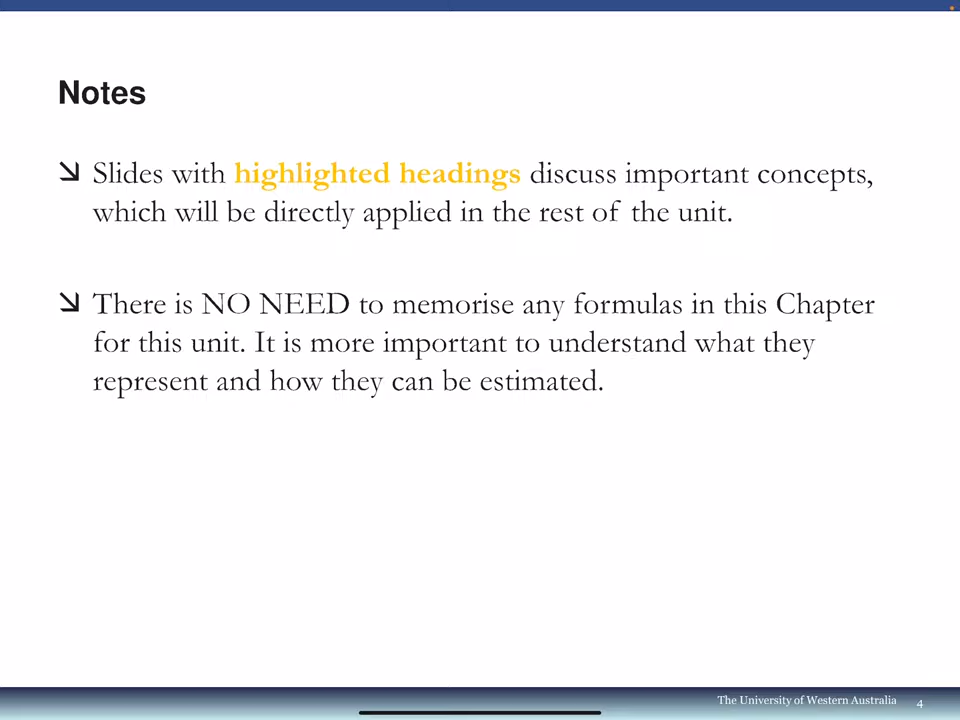 Notes
Slides with highlighted headings discuss important concepts,
which will be directly applied in the rest of the unit.
There is NO NEED to memorise any formulas in this Chapter
for this unit. It is more important to understand what they
represent and how they can be estimated.
The University of Western Australia 4